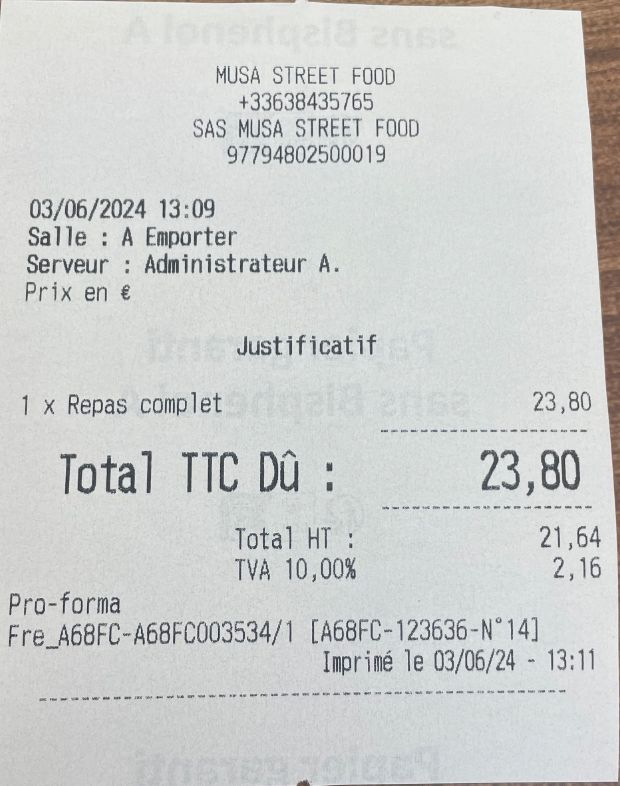 MUSA STREET FOOD
+33638435765
SAS MUSA STREET FOOD
97794802500019
03/06/2024 13:09
Salle : A Emporter
Serveur : Administrateur A.
Prix en €
Justificatif
1 x Repas complet 23,80
Total TTC Dû : 23,80
Total HT : 21,64
TVA 10,00% 2,16
Pro-forma
Fre_A68FC-A68FC003534/1 [A68FC-123636-N°14]
Imprimé le 03/06/24 - 13:11